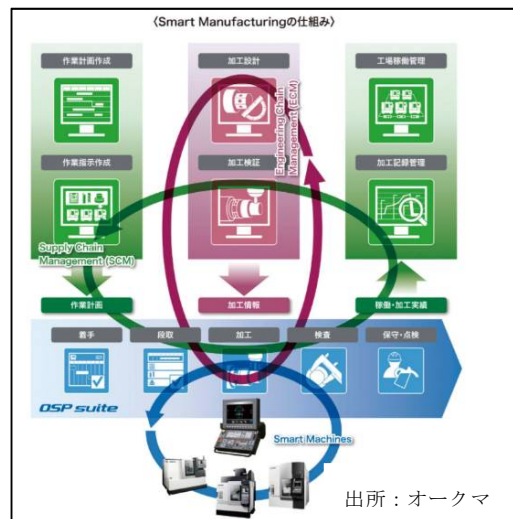 〈Smart Manufacturingの仕組み〉
作業計画作成
加工設計
工場稼働管理
作業指示作成
加工検証
加工記録管理
Engineering Chain
Management (ECM)
Supply Chain
Management (SCM)
作業計画
加工情報
稼働・加工実績
着手
段取
加工
検査
保守・点検
OSP suite
Smart Machines
出所：オークマ